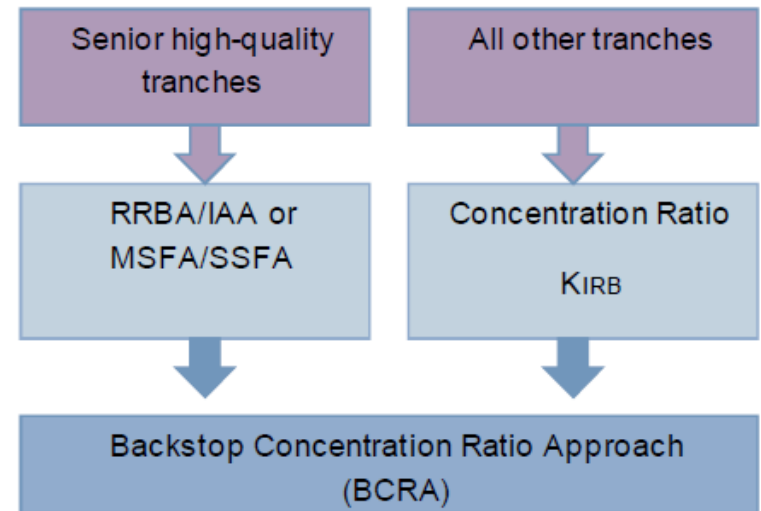 Senior high-quality
tranches
All other tranches
RRBA/IAA or
MSFA/SSFA
Concentration Ratio
KIRB
Backstop Concentration Ratio Approach
(BCRA)